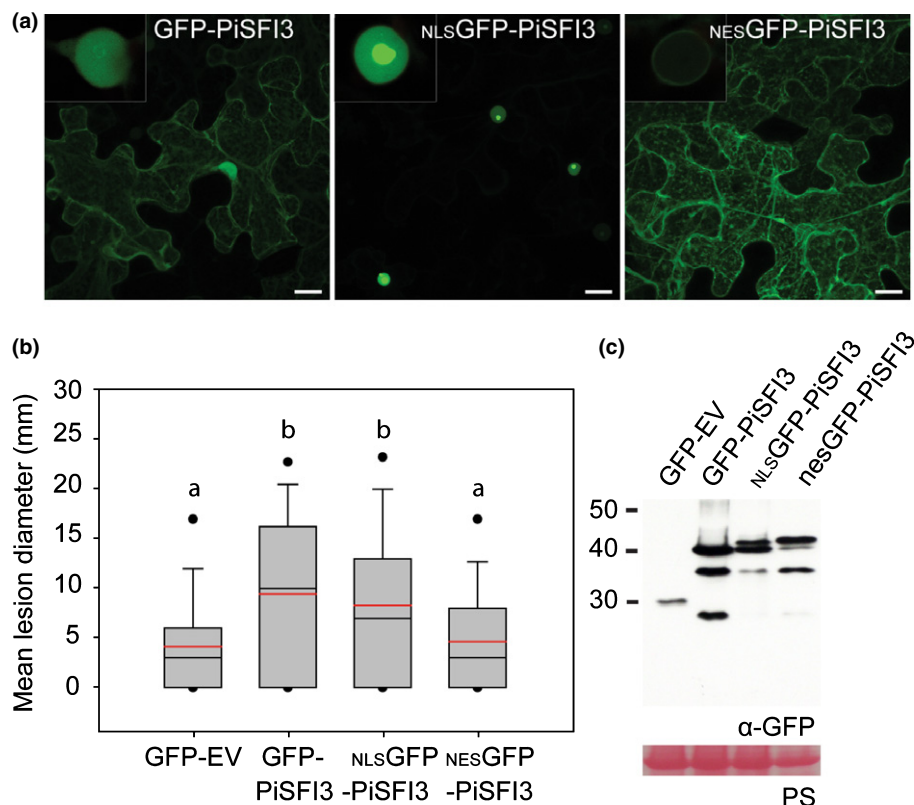 (a)
GFP-PiSFI3
NLSGFP-PiSFI3
NESGFP-PiSFI3
(b)
Mean lesion diameter (mm)
30
25
20
15
10
5
0
a
b
b
a
GFP-EV
GFP-
PiSFI3
NLSGFP
-PiSFI3
NESGFP
-PiSFI3
(c)
GFP-EV
GFP-PiSFI3
NLSGFP-PiSFI3
nesGFP-PiSFI3
50
40
30
α-GFP
PS